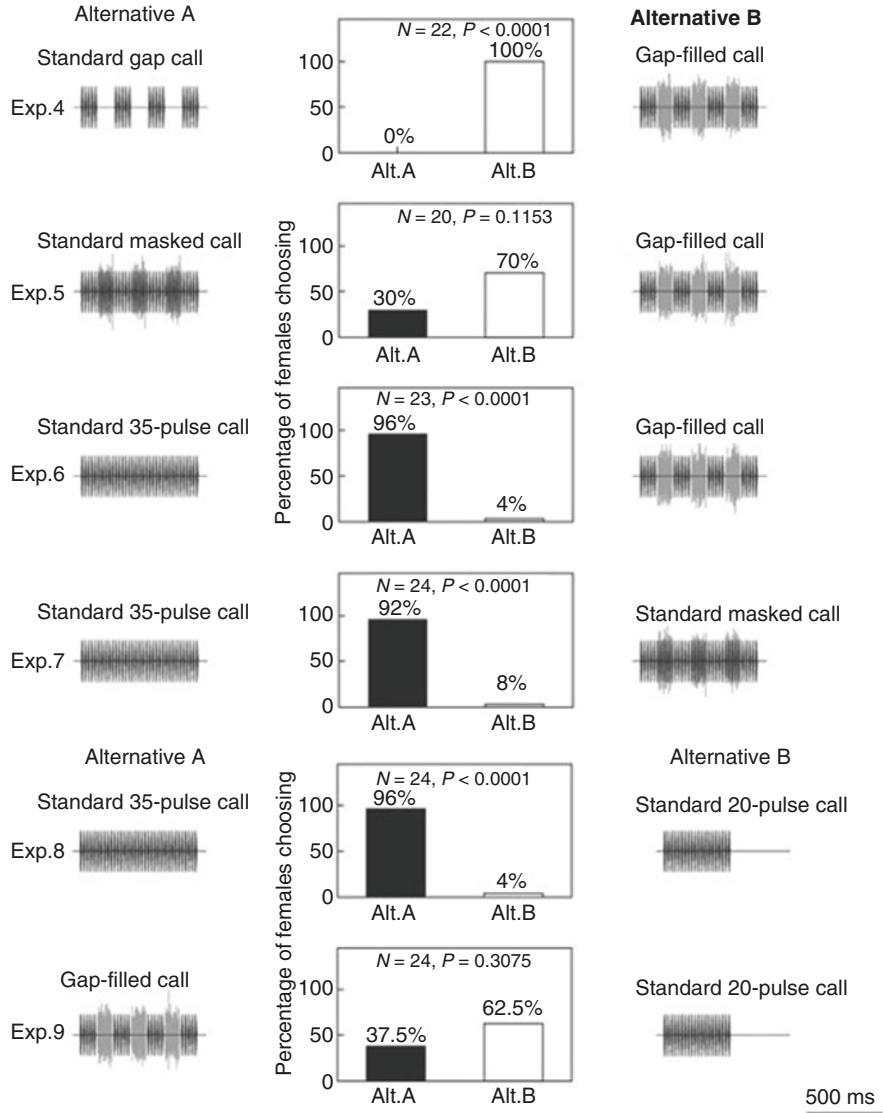 Alternative A
Alternative B
N = 22, P < 0.0001
Standard gap call
Gap-filled call
100
100%
Exp.4
50
0%
0
Alt.A
Alt.B
N = 20, P = 0.1153
Standard masked call
Gap-filled call
100
70%
Exp.5
50
30%
0
Alt.A
Alt.B
Percentage of females choosing
N = 23, P < 0.0001
Standard 35-pulse call
Gap-filled call
100
96%
Exp.6
50
4%
0
Alt.A
Alt.B
N = 24, P < 0.0001
Standard 35-pulse call
Standard masked call
100
92%
Exp.7
50
8%
0
Alt.A
Alt.B
Alternative A
Alternative B
N = 24, P < 0.0001
Standard 35-pulse call
Standard 20-pulse call
100
96%
Exp.8
50
4%
0
Alt.A
Alt.B
Percentage of females choosing
N = 24, P = 0.3075
Gap-filled call
Standard 20-pulse call
100
62.5%
Exp.9
50
37.5%
0
Alt.A
Alt.B
500 ms